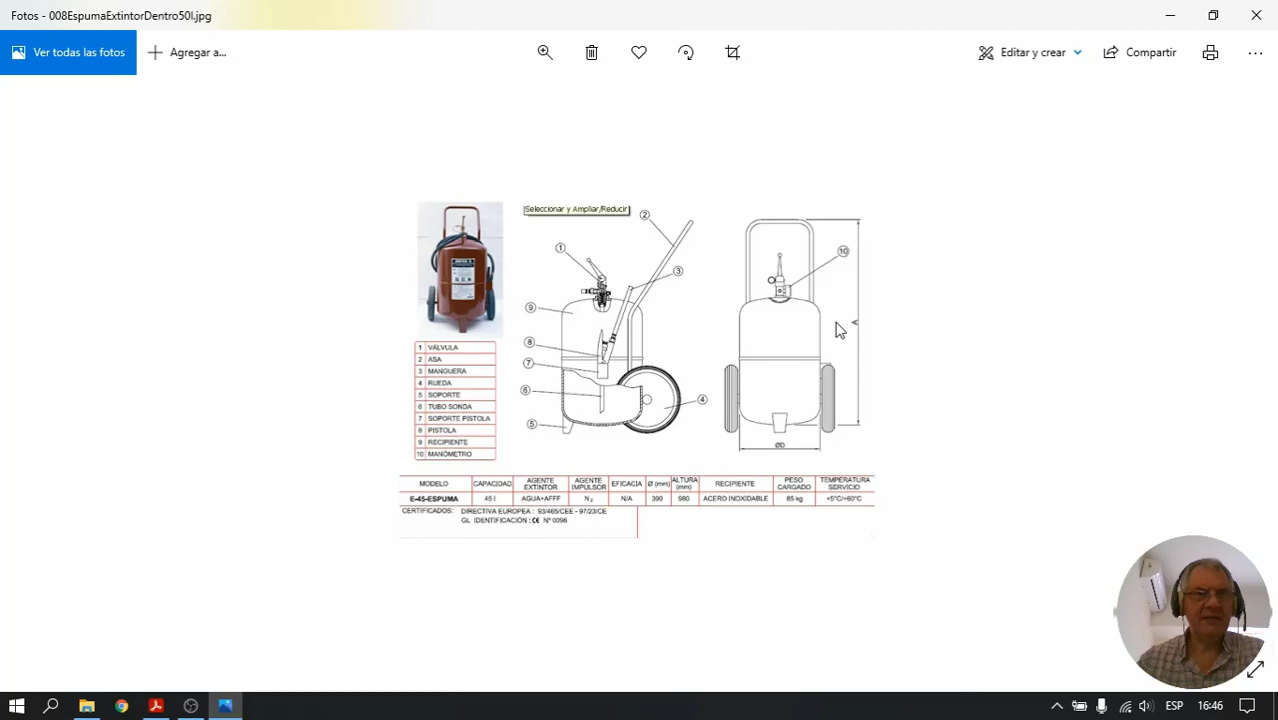 Fotos - 008EspumaExtintorDentro50l.jpg
Ver todas las fotos
Agregar a...
Editar y crear
Compartir
Seleccionar y Ampliar/Reducir
1
2
3
9
8
7
6
5
4
10
A
ØD
1 VÁLVULA
2 ASA
3 MANGUERA
4 RUEDA
5 SOPORTE
6 TUBO SONDA
7 SOPORTE PISTOLA
8 PISTOLA
9 RECIPIENTE
10 MANÓMETRO
MODELO CAPACIDAD AGENTE EXTINTOR AGENTE IMPULSOR EFICACIA Ø (mm) ALTURA (mm) RECIPIENTE PESO CARGADO TEMPERATURA SERVICIO
E-45-ESPUMA 45 l AGUA+AFFF N2 N/A 390 980 ACERO INOXIDABLE 85 kg +5°C/+60°C
CERTIFICADOS: DIRECTIVA EUROPEA : 93/465/CEE - 97/23/CE
GL IDENTIFICACIÓN : CE Nº 0098
ESP
16:46